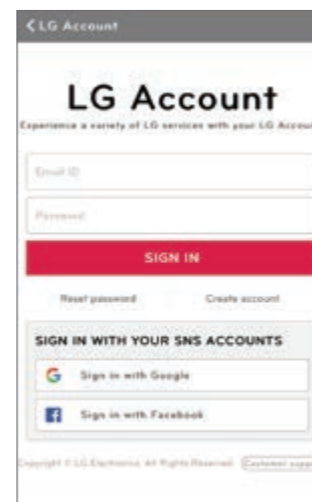 < LG Account
LG Account
Experience a variety of LG services with your LG Accou
Email ID
Password
SIGN IN
Reset password Create account
SIGN IN WITH YOUR SNS ACCOUNTS
Sign in with Google
Sign in with Facebook
Copyright © LG Electronics. All Rights Reserved. Customer suppo